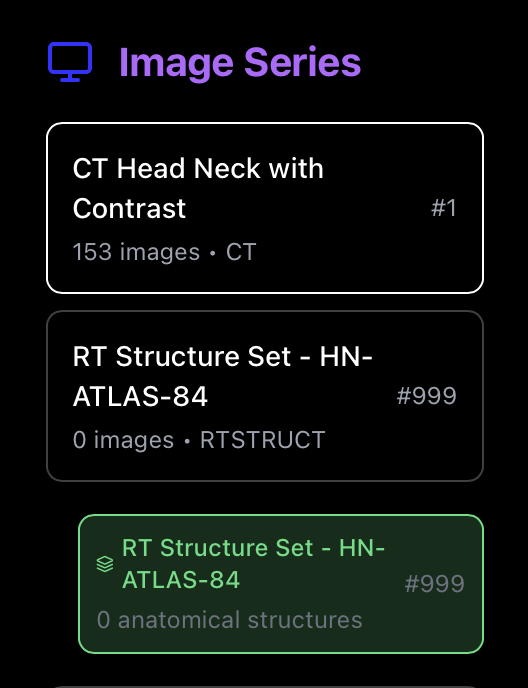 Image Series
CT Head Neck with
Contrast
#1
153 images • CT
RT Structure Set - HN-
ATLAS-84
#999
0 images • RTSTRUCT
RT Structure Set - HN-
ATLAS-84
#999
0 anatomical structures